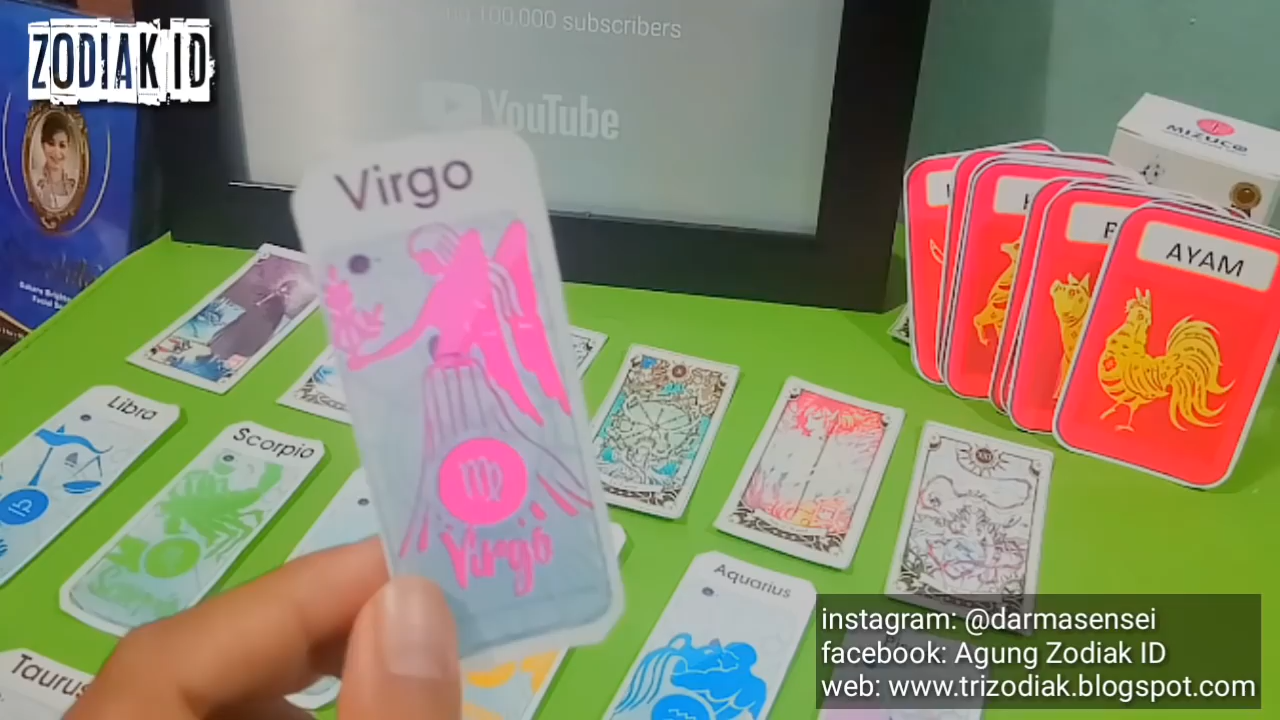 ZODIAK ID
100,000 subscribers
YouTube
MIZUCO
Virgo
AYAM
Libra
Scorpio
Virgo
Aquarius
Taurus
instagram: @darmasensei
facebook: Agung Zodiak ID
web: www.trizodiak.blogspot.com